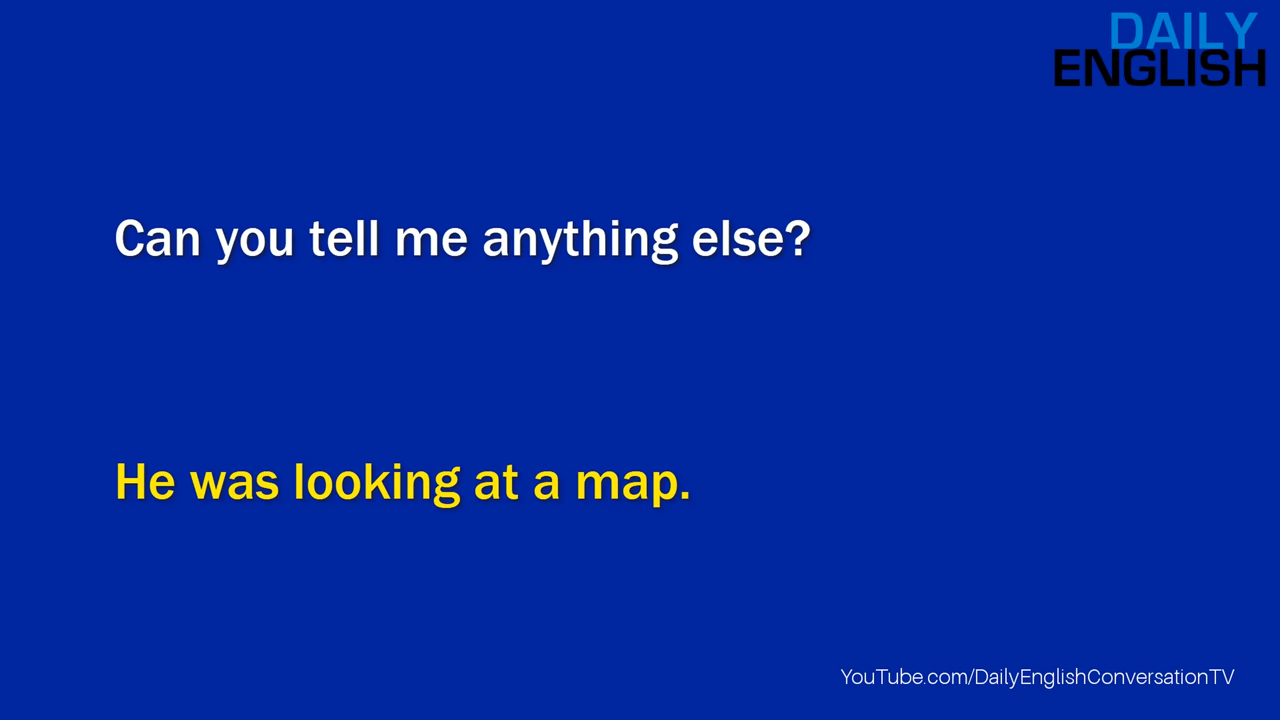 DAILY
ENGLISH
Can you tell me anything else?
He was looking at a map.
YouTube.com/DailyEnglishConversationTV